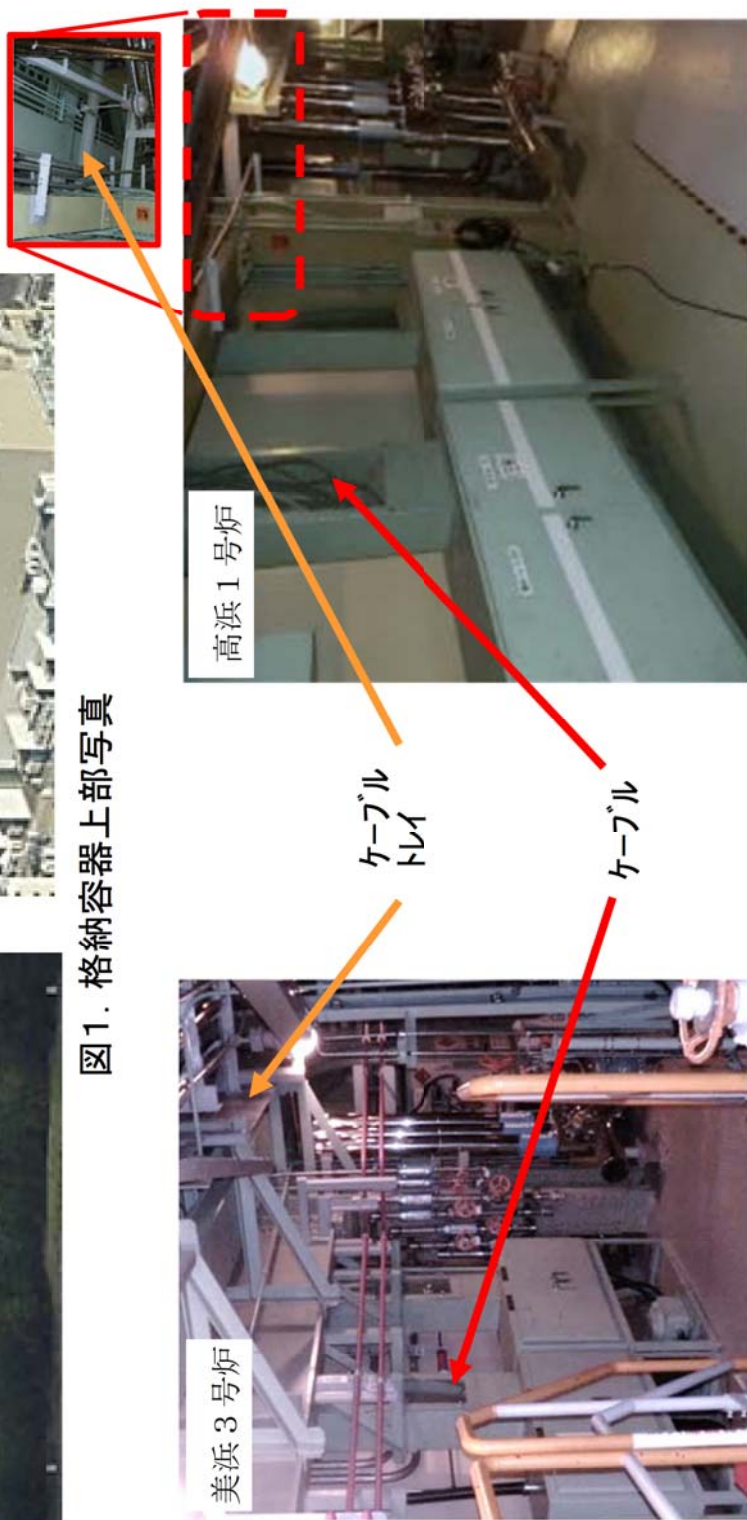 図1. 格納容器上部写真
美浜3号炉
高浜1号炉
ケーブル
トレイ
ケーブル